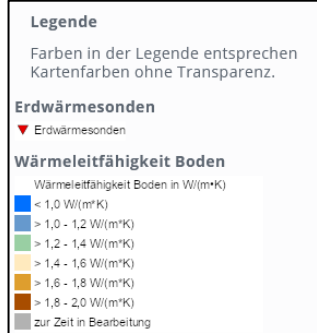 Legende
Farben in der Legende entsprechen
Kartenfarben ohne Transparenz.
Erdwärmesonden
Erdwärmesonden
Wärmeleitfähigkeit Boden
Wärmeleitfähigkeit Boden in W/(m•K)
< 1,0 W/(m*K)
> 1,0 - 1,2 W/(m*K)
> 1,2 - 1,4 W/(m*K)
> 1,4 - 1,6 W/(m*K)
> 1,6 - 1,8 W/(m*K)
> 1,8 - 2,0 W/(m*K)
zur Zeit in Bearbeitung